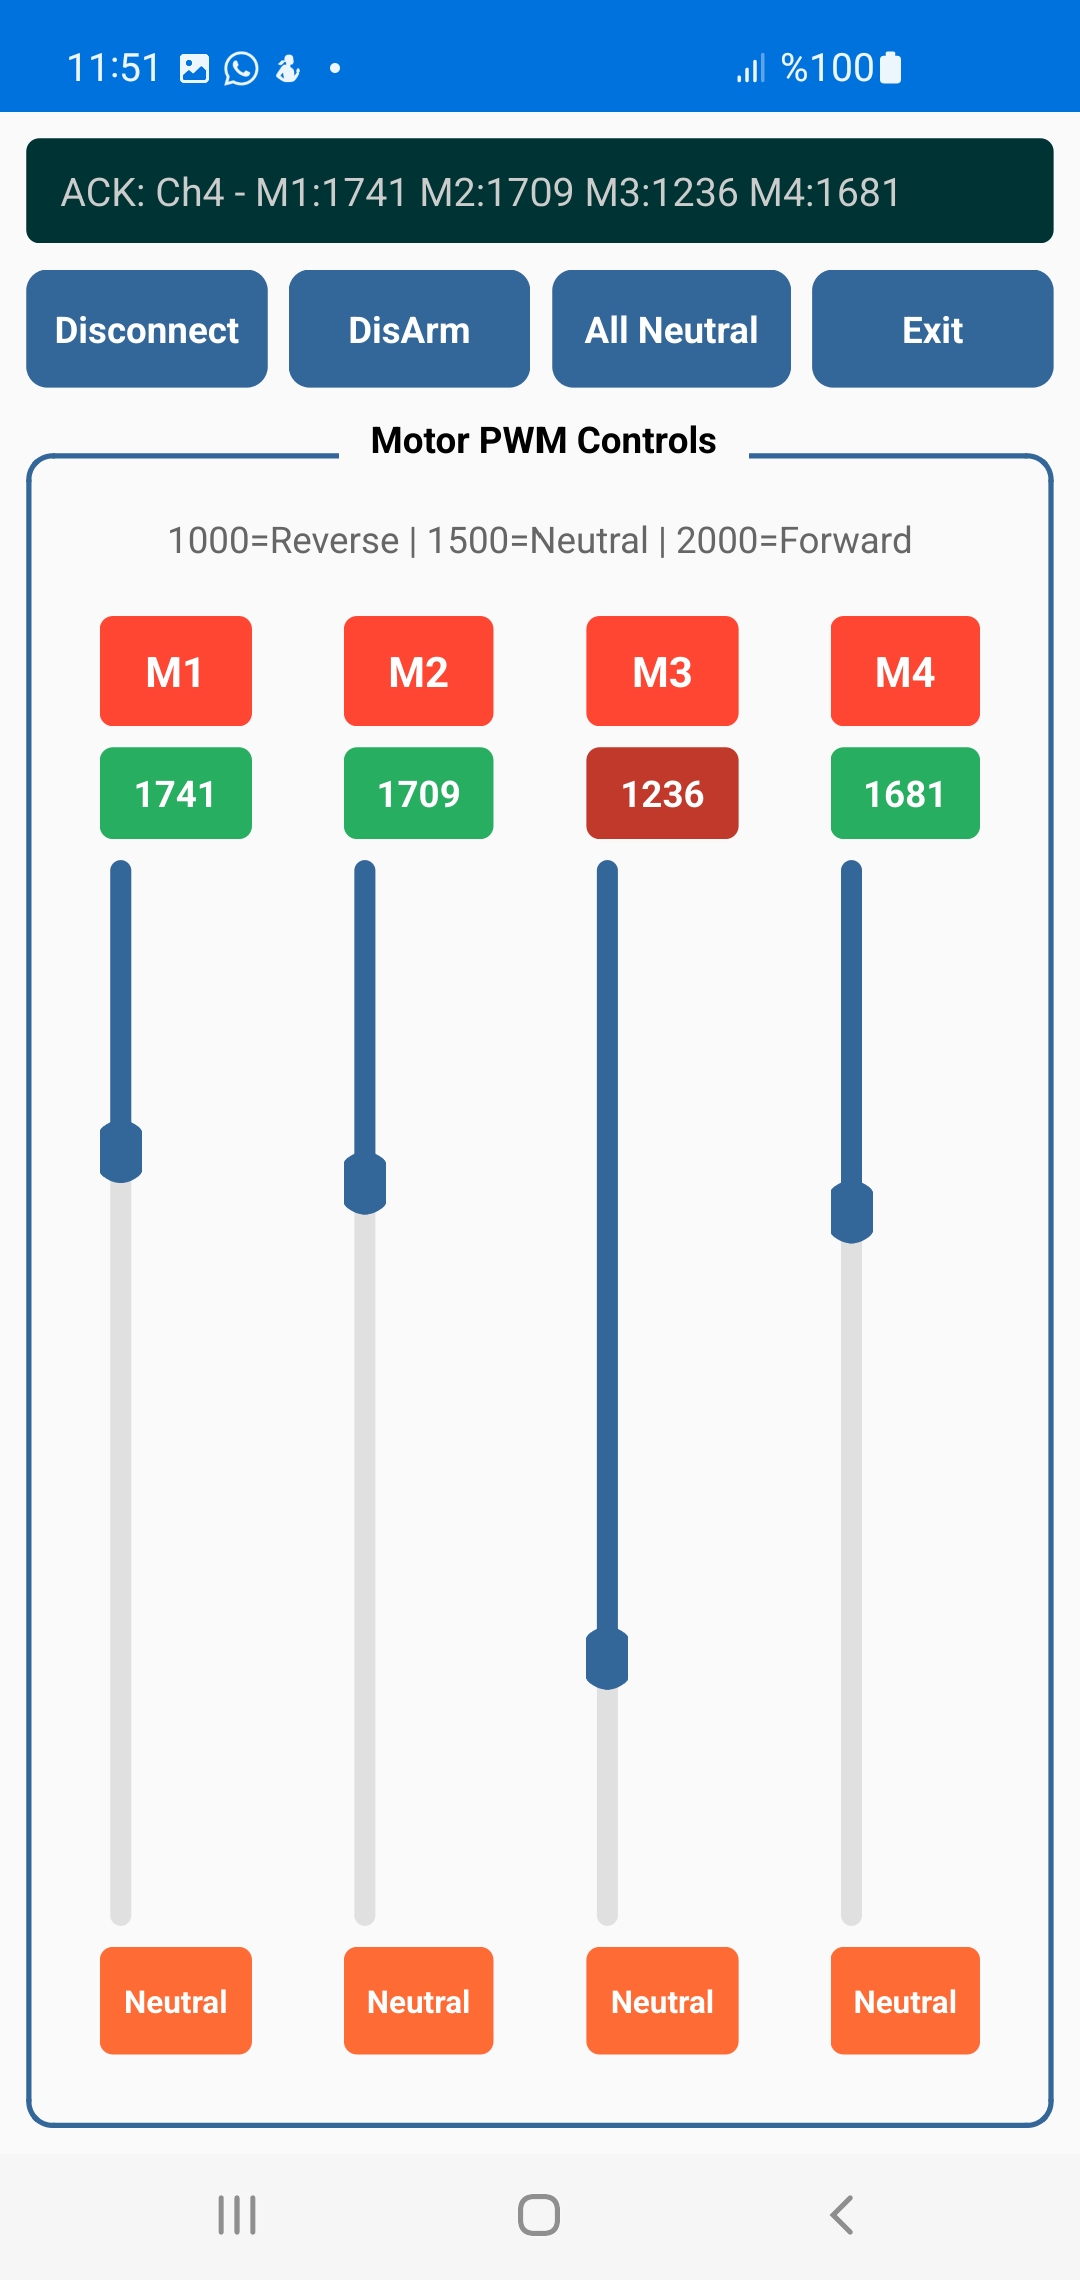 11:51 %100
ACK: Ch4 - M1:1741 M2:1709 M3:1236 M4:1681
Disconnect DisArm All Neutral Exit
Motor PWM Controls
1000=Reverse | 1500=Neutral | 2000=Forward
M1 M2 M3 M4
1741 1709 1236 1681
Neutral Neutral Neutral Neutral